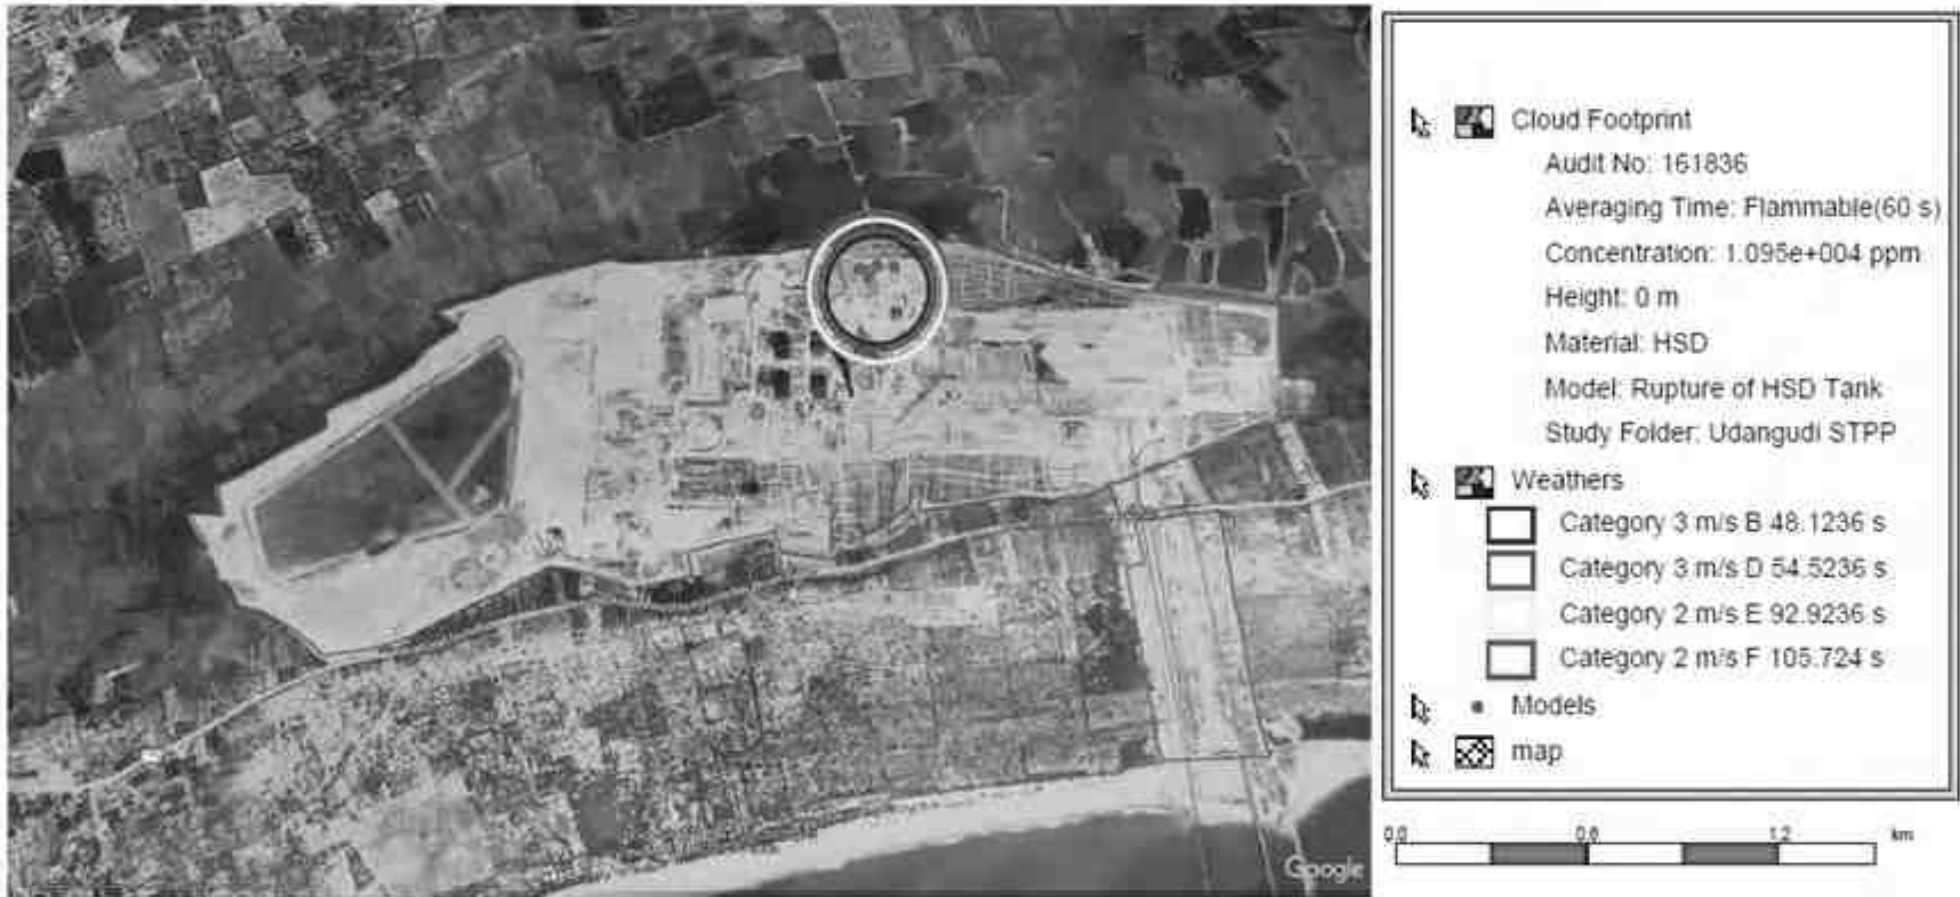 Cloud Footprint
Audit No: 161836
Averaging Time: Flammable(60 s)
Concentration: 1.095e+004 ppm
Height: 0 m
Material: HSD
Model: Rupture of HSD Tank
Study Folder: Udangudi STPP
Weathers
Category 3 m/s B 48.1236 s
Category 3 m/s D 54.5236 s
Category 2 m/s E 92.9236 s
Category 2 m/s F 105.724 s
Models
map
0.0 0.6 1.2 km
Google